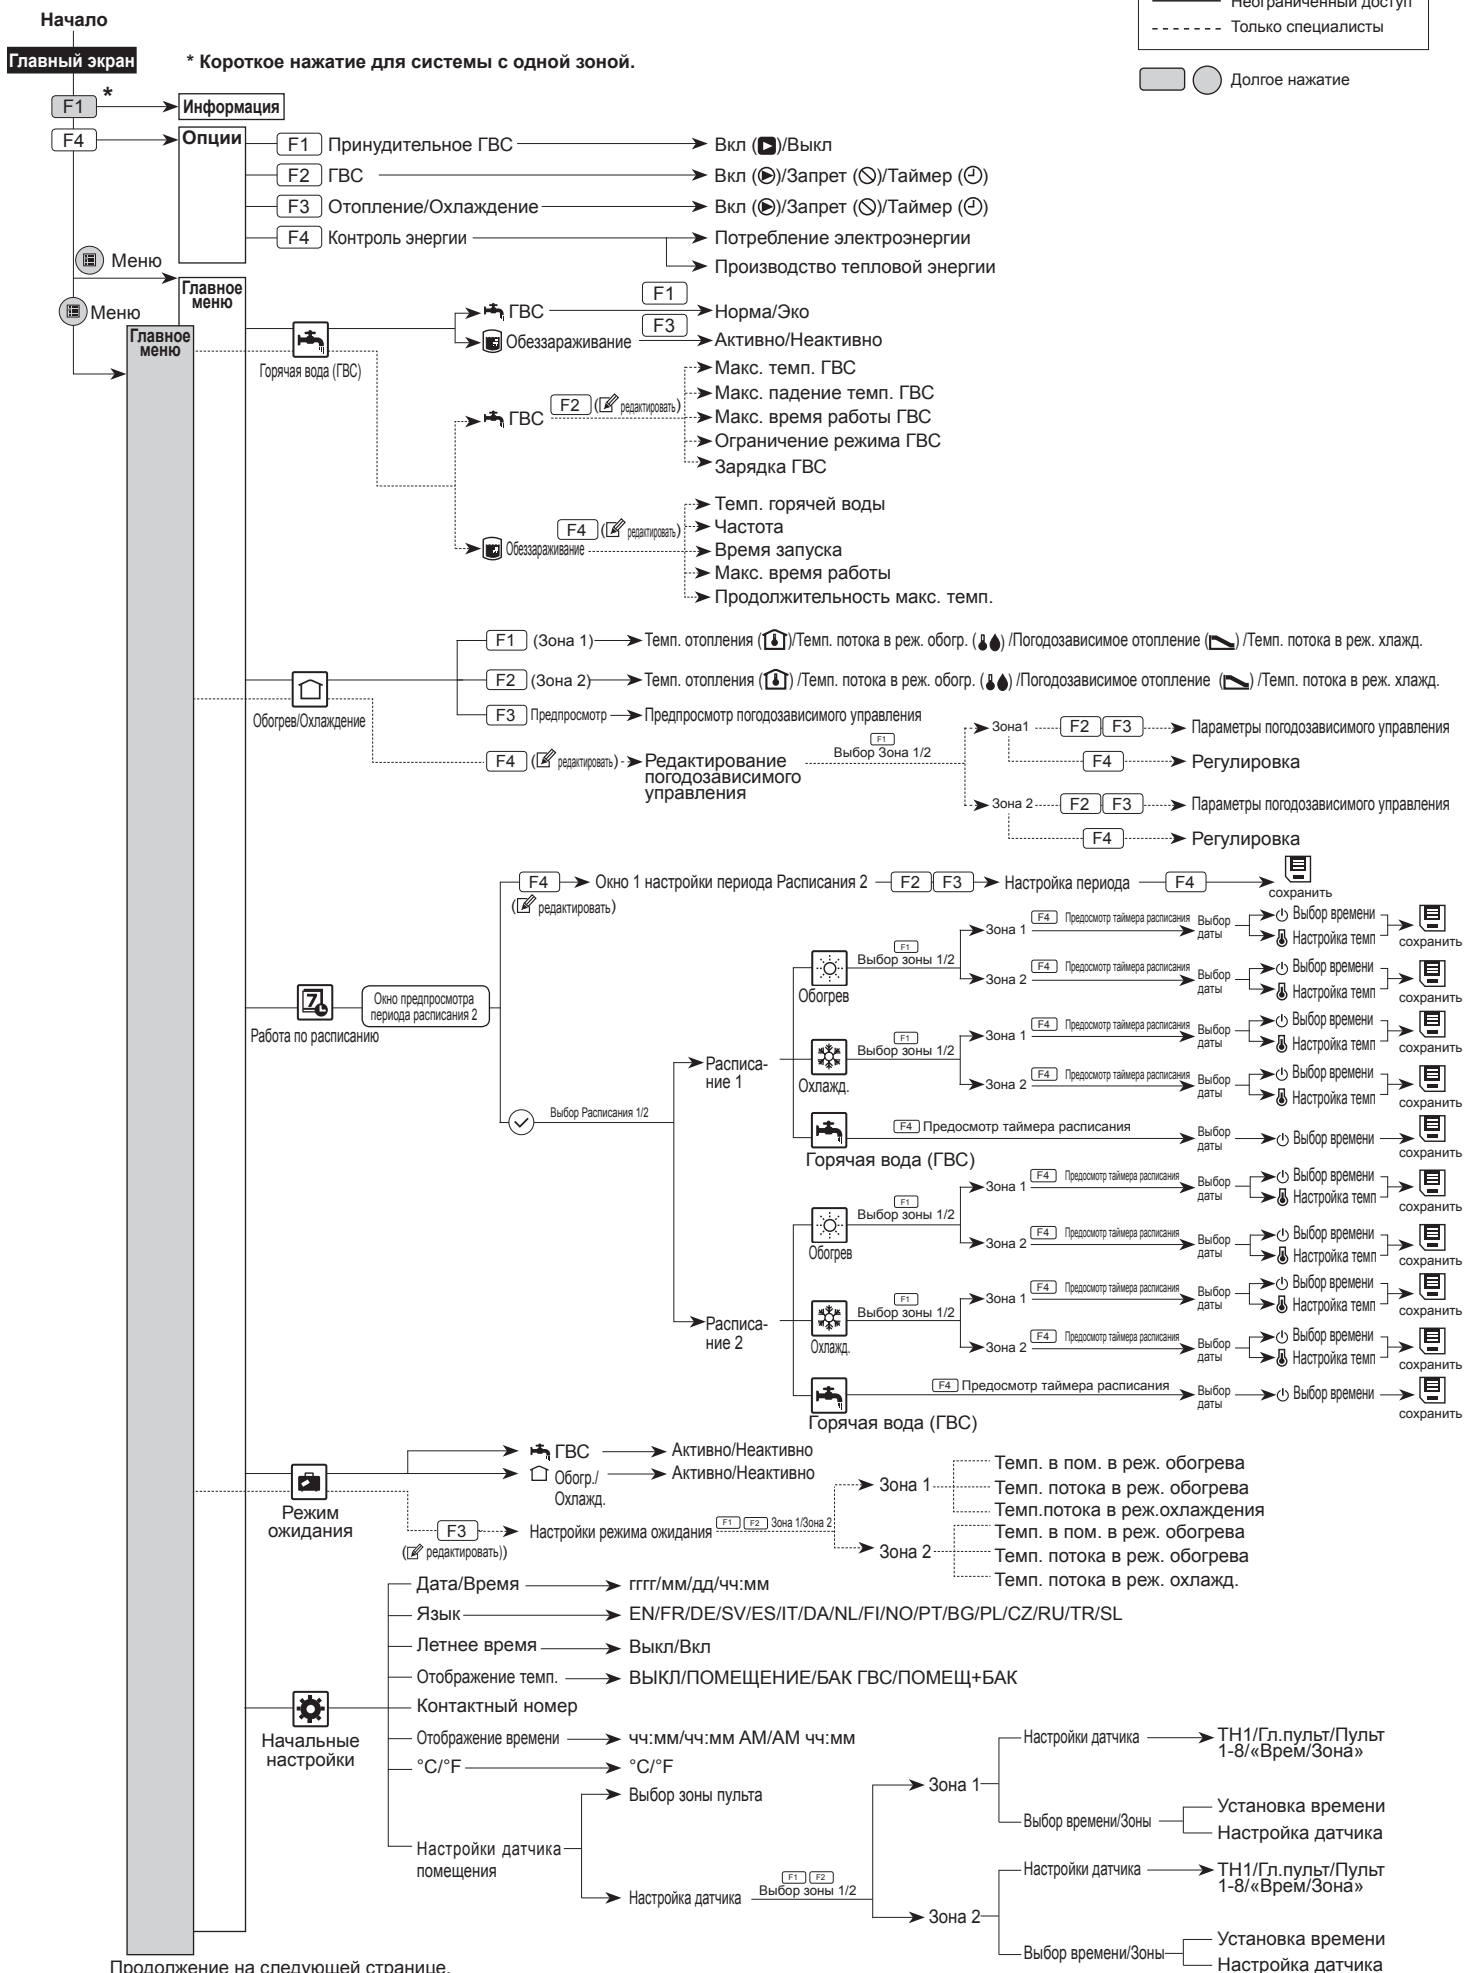 Неограниченный доступ
Только специалисты
Долгое нажатие
Начало
Главный экран
* Короткое нажатие для системы с одной зоной.
F1 * Информация
F4 Опции
F1 Принудительное ГВС Вкл ()/Выкл
F2 ГВС Вкл ()/Запрет ()/Таймер ()
F3 Отопление/Охлаждение Вкл ()/Запрет ()/Таймер ()
F4 Контроль энергии Потребление электроэнергии
Производство тепловой энергии
Меню
Главное
меню
Меню
Главное
меню
Горячая вода (ГВС)
ГВС F1 Норма/Эко
Обеззараживание F3 Активно/Неактивно
ГВС F2 (редактировать)
Макс. темп. ГВС
Макс. падение темп. ГВС
Макс. время работы ГВС
Ограничение режима ГВС
Зарядка ГВС
Обеззараживание F4 (редактировать)
Темп. горячей воды
Частота
Время запуска
Макс. время работы
Продолжительность макс. темп.
Обогрев/Охлаждение
F1 (Зона 1) Темп. отопления ()/Темп. потока в реж. обогр. () /Погодозависимое отопление () /Темп. потока в реж. хлажд.
F2 (Зона 2) Темп. отопления () /Темп. потока в реж. обогр. () /Погодозависимое отопление () /Темп. потока в реж. хлажд.
F3 Предпросмотр Предпросмотр погодозависимого управления
F4 (редактировать) Редактирование
погодозависимого
управления
F1
Выбор Зона 1/2
Зона1 F2 F3 Параметры погодозависимого управления
F4 Регулировка
Зона 2 F2 F3 Параметры погодозависимого управления
F4 Регулировка
Работа по расписанию
Окно предпросмотра
периода расписания 2
F4 Окно 1 настройки периода Расписания 2 F2 F3 Настройка периода F4 сохранить
(редактировать)
Выбор Расписания 1/2
Расписа-
ние 1
Обогрев
F1
Выбор зоны 1/2
Зона 1 F4 Предосмотр таймера расписания Выбор
даты
Выбор времени
Настройка темп
сохранить
Зона 2 F4 Предосмотр таймера расписания Выбор
даты
Выбор времени
Настройка темп
сохранить
Охлажд.
F1
Выбор зоны 1/2
Зона 1 F4 Предосмотр таймера расписания Выбор
даты
Выбор времени
Настройка темп
сохранить
Зона 2 F4 Предосмотр таймера расписания Выбор
даты
Выбор времени
Настройка темп
сохранить
Горячая вода (ГВС)
F4 Предосмотр таймера расписания Выбор
даты
Выбор времени
сохранить
Расписа-
ние 2
Обогрев
F1
Выбор зоны 1/2
Зона 1 F4 Предосмотр таймера расписания Выбор
даты
Выбор времени
Настройка темп
сохранить
Зона 2 F4 Предосмотр таймера расписания Выбор
даты
Выбор времени
Настройка темп
сохранить
Охлажд.
F1
Выбор зоны 1/2
Зона 1 F4 Предосмотр таймера расписания Выбор
даты
Выбор времени
Настройка темп
сохранить
Зона 2 F4 Предосмотр таймера расписания Выбор
даты
Выбор времени
Настройка темп
сохранить
Горячая вода (ГВС)
F4 Предосмотр таймера расписания Выбор
даты
Выбор времени
сохранить
Режим
ожидания
ГВС Активно/Неактивно
Обогр./
Охлажд.
Активно/Неактивно
F3
(редактировать))
Настройки режима ожидания F1 F2 Зона 1/Зона 2
Зона 1
Темп. в пом. в реж. обогрева
Темп. потока в реж. обогрева
Темп.потока в реж.охлаждения
Зона 2
Темп. в пом. в реж. обогрева
Темп. потока в реж. обогрева
Темп. потока в реж. охлажд.
Начальные
настройки
Дата/Время гггг/мм/дд/чч:мм
Язык EN/FR/DE/SV/ES/IT/DA/NL/FI/NO/PT/BG/PL/CZ/RU/TR/SL
Летнее время Выкл/Вкл
Отображение темп. ВЫКЛ/ПОМЕЩЕНИЕ/БАК ГВС/ПОМЕЩ+БАК
Контактный номер
Отображение времени чч:мм/чч:мм AM/AM чч:мм
°C/°F °C/°F
Настройки датчика
помещения
Выбор зоны пульта
Настройка датчика
F1 F2
Выбор зоны 1/2
Зона 1
Настройки датчика ТН1/Гл.пульт/Пульт
1-8/«Врем/Зона»
Выбор времени/Зоны
Установка времени
Настройка датчика
Зона 2
Настройки датчика ТН1/Гл.пульт/Пульт
1-8/«Врем/Зона»
Выбор времени/Зоны
Установка времени
Настройка датчика
Продолжение на следующей странице.